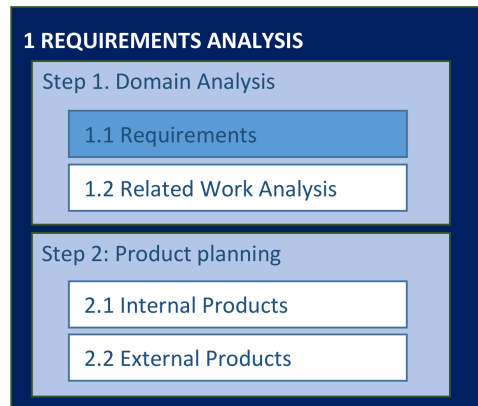 1 REQUIREMENTS ANALYSIS
Step 1. Domain Analysis
1.1 Requirements
1.2 Related Work Analysis
Step 2: Product planning
2.1 Internal Products
2.2 External Products